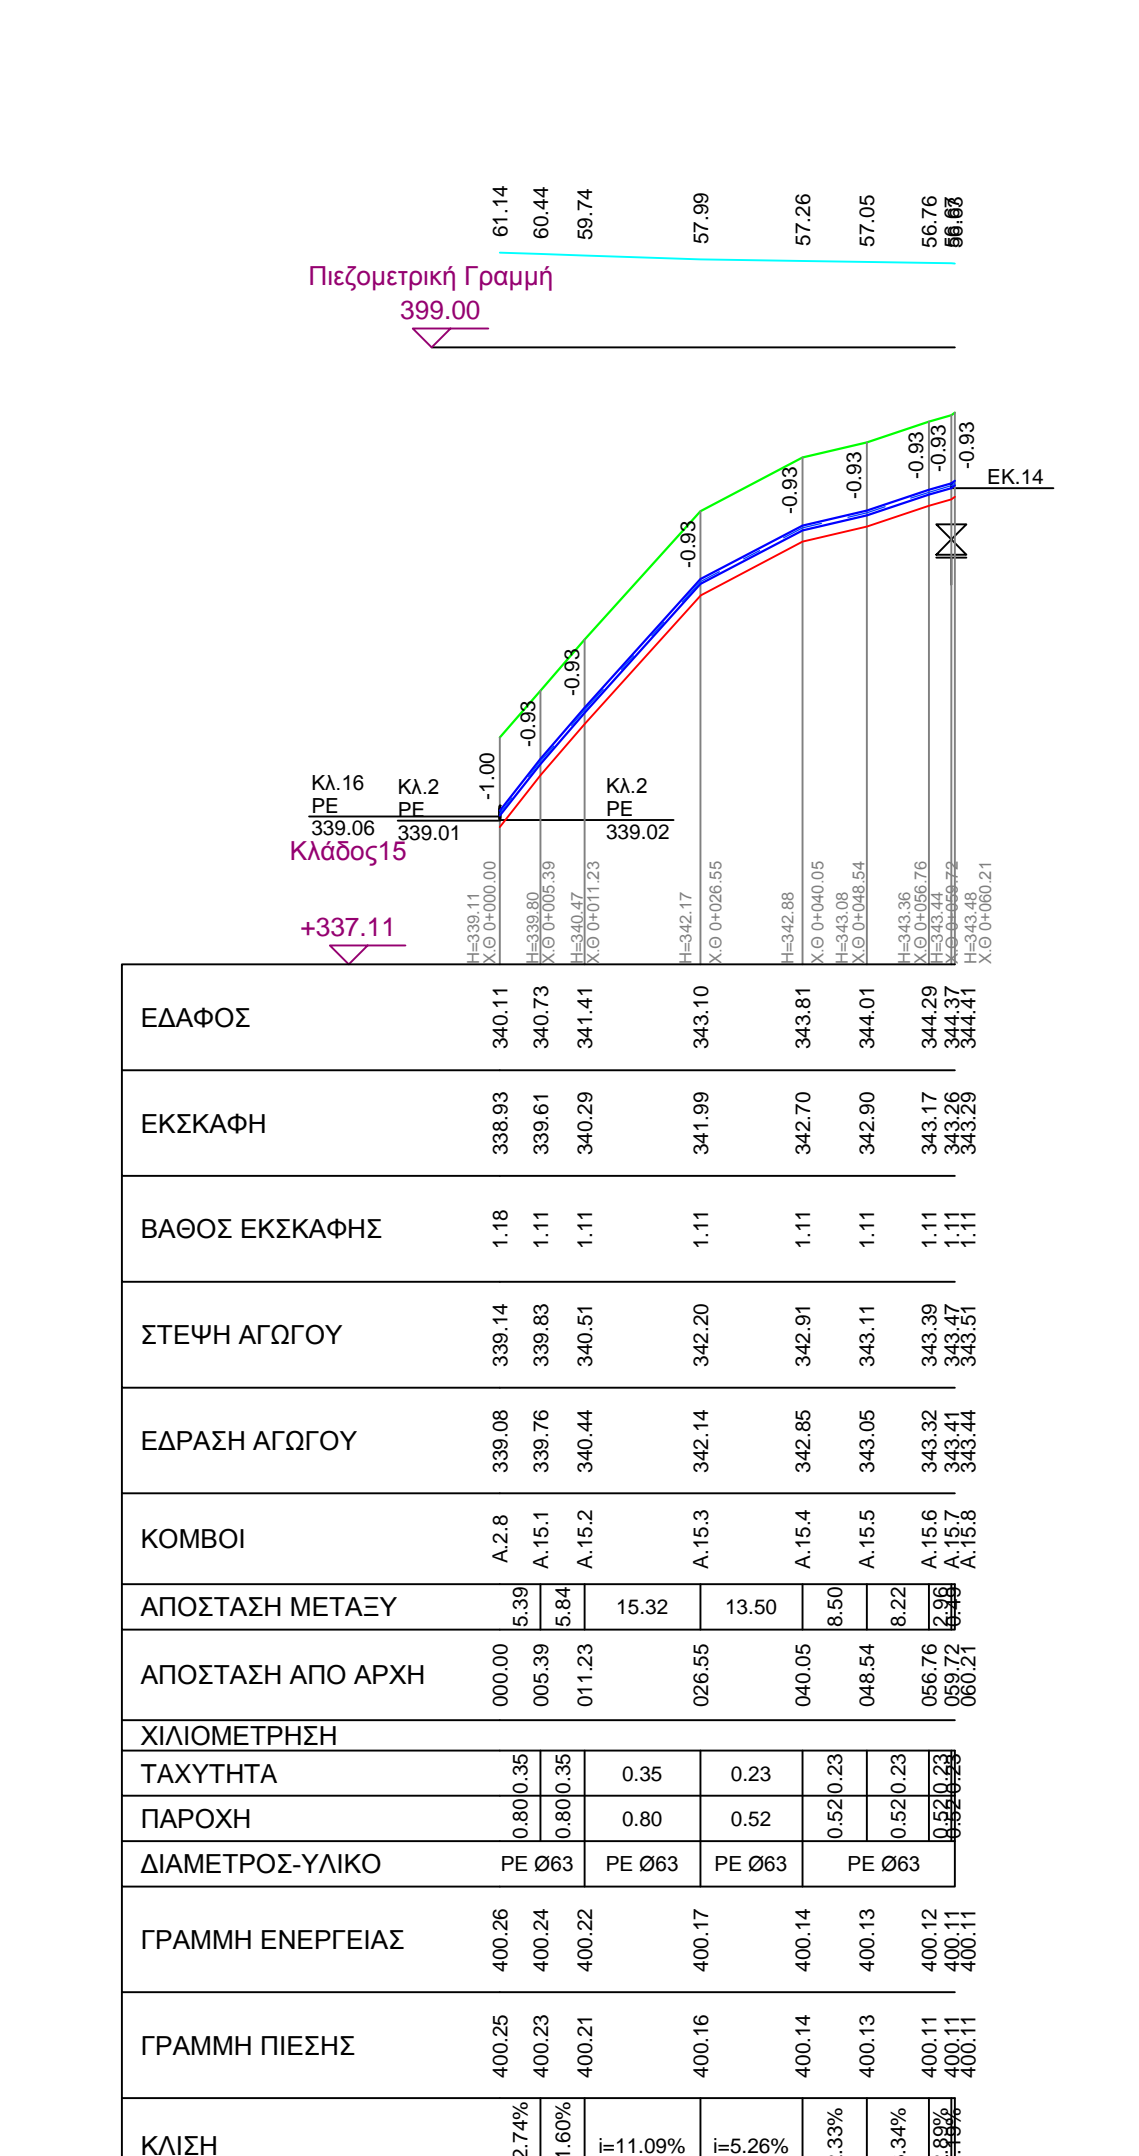 61.14 60.44 59.74 57.99 57.26 57.05 56.76
Πιεζομετρική Γραμμή
399.00
-1.00 -0.93 -0.93 -0.93 -0.93 -0.93 -0.93 -0.93 -0.93
ΕΚ.14
Κλ.16
PE
339.06
Κλ.2
PE
339.01
Κλ.2
PE
339.02
Κλάδος15
+337.11
H=339.11
Χ.Θ 0+000.00
H=339.80
Χ.Θ 0+005.39
H=340.47
Χ.Θ 0+011.23
H=342.17
Χ.Θ 0+026.55
H=342.88
Χ.Θ 0+040.05
H=343.08
Χ.Θ 0+048.54
H=343.36
Χ.Θ 0+056.76
H=343.44
Χ.Θ 0+059.72
H=343.48
Χ.Θ 0+060.21
ΕΔΑΦΟΣ 340.11 340.73 341.41 343.10 343.81 344.01 344.29 344.37 344.41
ΕΚΣΚΑΦΗ 338.93 339.61 340.29 341.99 342.70 342.90 343.17 343.26 343.29
ΒΑΘΟΣ ΕΚΣΚΑΦΗΣ 1.18 1.11 1.11 1.11 1.11 1.11 1.11 1.11 1.11
ΣΤΕΨΗ ΑΓΩΓΟΥ 339.14 339.83 340.51 342.20 342.91 343.11 343.39 343.47 343.51
ΕΔΡΑΣΗ ΑΓΩΓΟΥ 339.08 339.76 340.44 342.14 342.85 343.05 343.32 343.41 343.44
ΚΟΜΒΟΙ Α.2.8 Α.15.1 Α.15.2 Α.15.3 Α.15.4 Α.15.5 Α.15.6 Α.15.7 Α.15.8
ΑΠΟΣΤΑΣΗ ΜΕΤΑΞΥ 5.39 5.84 15.32 13.50 8.50 8.22 2.96 0.49
ΑΠΟΣΤΑΣΗ ΑΠΟ ΑΡΧΗ 000.00 005.39 011.23 026.55 040.05 048.54 056.76 059.72 060.21
ΧΙΛΙΟΜΕΤΡΗΣΗ
ΤΑΧΥΤΗΤΑ 0.35 0.35 0.35 0.23 0.23 0.23 0.23 0.23
ΠΑΡΟΧΗ 0.80 0.80 0.80 0.52 0.52 0.52 0.52 0.52
ΔΙΑΜΕΤΡΟΣ-ΥΛΙΚΟ PE Ø63 PE Ø63 PE Ø63 PE Ø63
ΓΡΑΜΜΗ ΕΝΕΡΓΕΙΑΣ 400.26 400.24 400.22 400.17 400.14 400.13 400.12 400.11 400.11
ΓΡΑΜΜΗ ΠΙΕΣΗΣ 400.25 400.23 400.21 400.16 400.14 400.13 400.11 400.11 400.11
ΚΛΙΣΗ i=11.09% i=5.26%